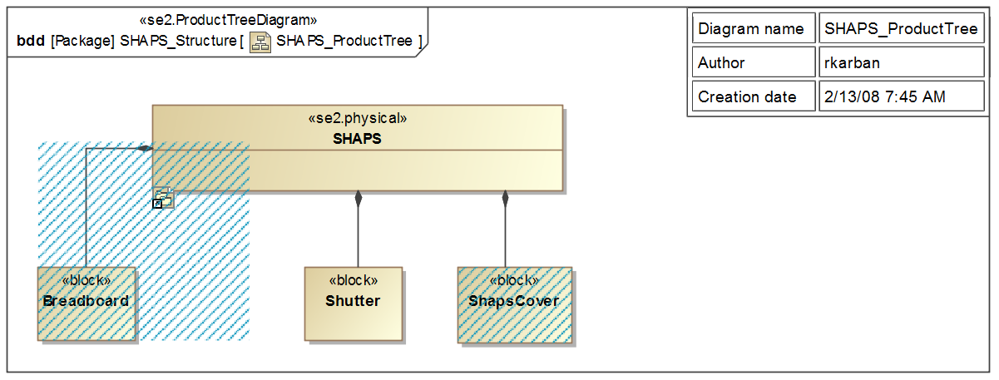 «se2.ProductTreeDiagram»
bdd [Package] SHAPS_Structure [ SHAPS_ProductTree ]
Diagram name SHAPS_ProductTree
Author rkarban
Creation date 2/13/08 7:45 AM
«se2.physical»
SHAPS
«block»
Breadboard
«block»
Shutter
«block»
ShapsCover